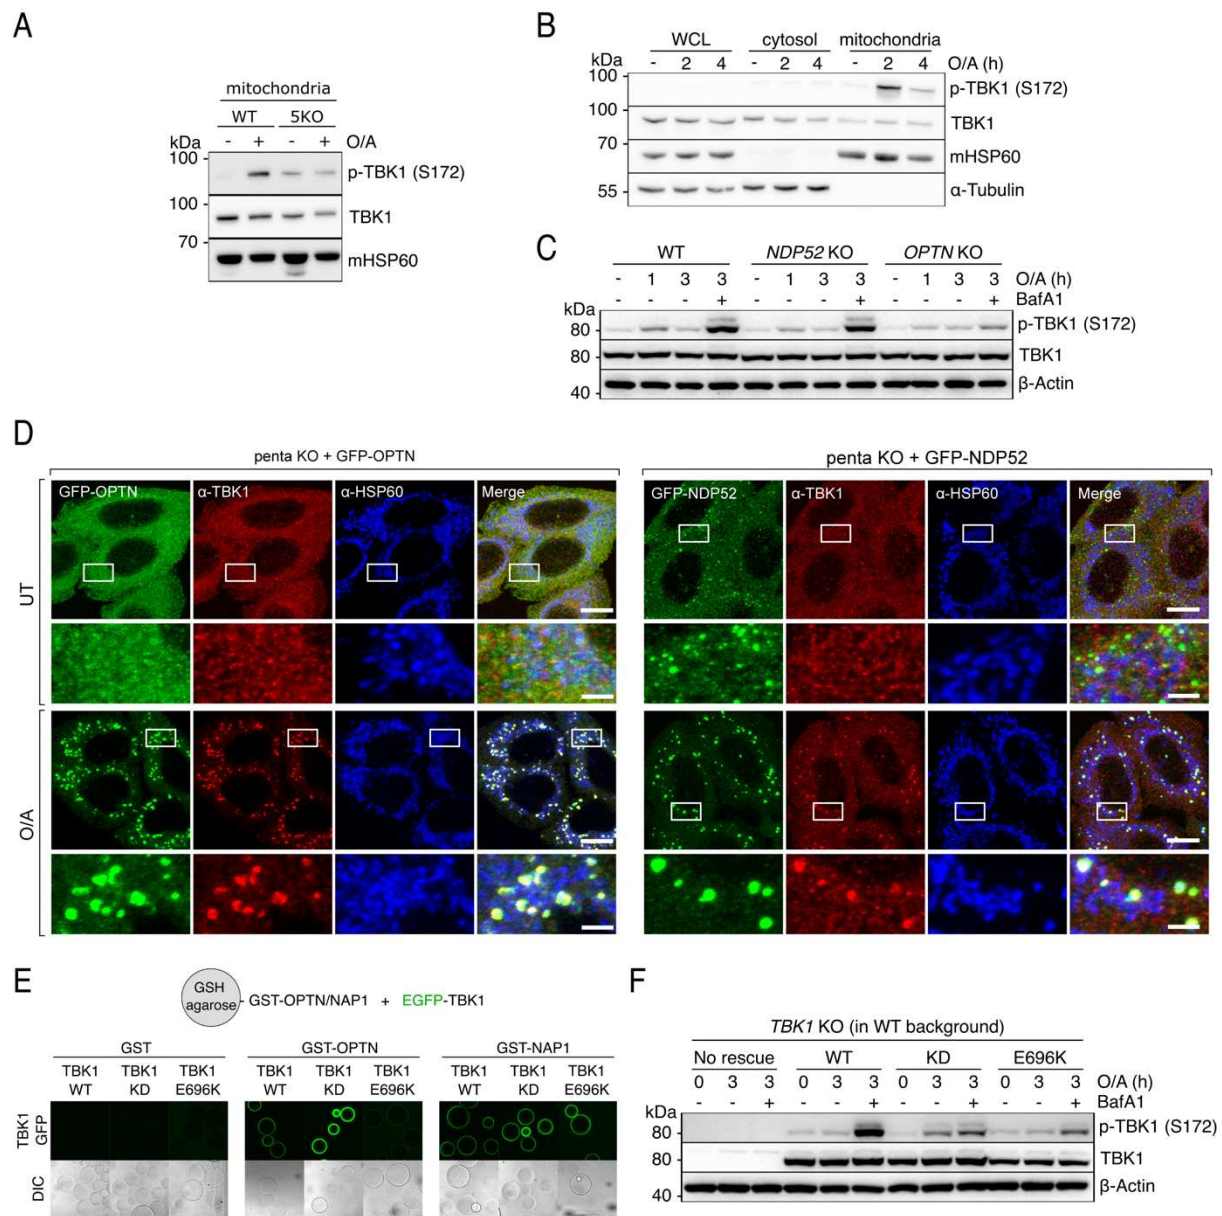 A
mitochondria
WT 5KO
kDa - + - + O/A
100 p-TBK1 (S172)
100 TBK1
70 mHSP60
B
WCL cytosol mitochondria
kDa - 2 4 - 2 4 - 2 4 O/A (h)
100 p-TBK1 (S172)
100 TBK1
70 mHSP60
55 α-Tubulin
C
WT NDP52 KO OPTN KO
- 1 3 3 - 1 3 3 - 1 3 3 O/A (h)
kDa - - - + - - - + - - - + BafA1
80 p-TBK1 (S172)
80 TBK1
40 β-Actin
D
penta KO + GFP-OPTN penta KO + GFP-NDP52
GFP-OPTN α-TBK1 α-HSP60 Merge GFP-NDP52 α-TBK1 α-HSP60 Merge
UT
O/A
E
GSH agarose - GST-OPTN/NAP1 + EGFP-TBK1
GST GST-OPTN GST-NAP1
TBK1 TBK1 TBK1 TBK1 TBK1 TBK1 TBK1 TBK1 TBK1
WT KD E696K WT KD E696K WT KD E696K
TBK1 GFP
DIC
F
TBK1 KO (in WT background)
No rescue WT KD E696K
0 3 3 0 3 3 0 3 3 0 3 3 O/A (h)
kDa + + + + BafA1
80 p-TBK1 (S172)
80 TBK1
40 β-Actin